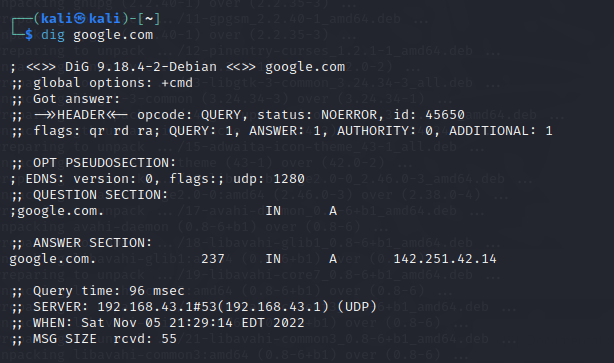 ┌──(kali㉿kali)-[~]
└─$ dig google.com
; <<>> DiG 9.18.4-2-Debian <<>> google.com
;; global options: +cmd
;; Got answer:
;; ->>HEADER<<- opcode: QUERY, status: NOERROR, id: 45650
;; flags: qr rd ra; QUERY: 1, ANSWER: 1, AUTHORITY: 0, ADDITIONAL: 1
;; OPT PSEUDOSECTION:
; EDNS: version: 0, flags:; udp: 1280
;; QUESTION SECTION:
;google.com. IN A
;; ANSWER SECTION:
google.com. 237 IN A 142.251.42.14
;; Query time: 96 msec
;; SERVER: 192.168.43.1#53(192.168.43.1) (UDP)
;; WHEN: Sat Nov 05 21:29:14 EDT 2022
;; MSG SIZE rcvd: 55